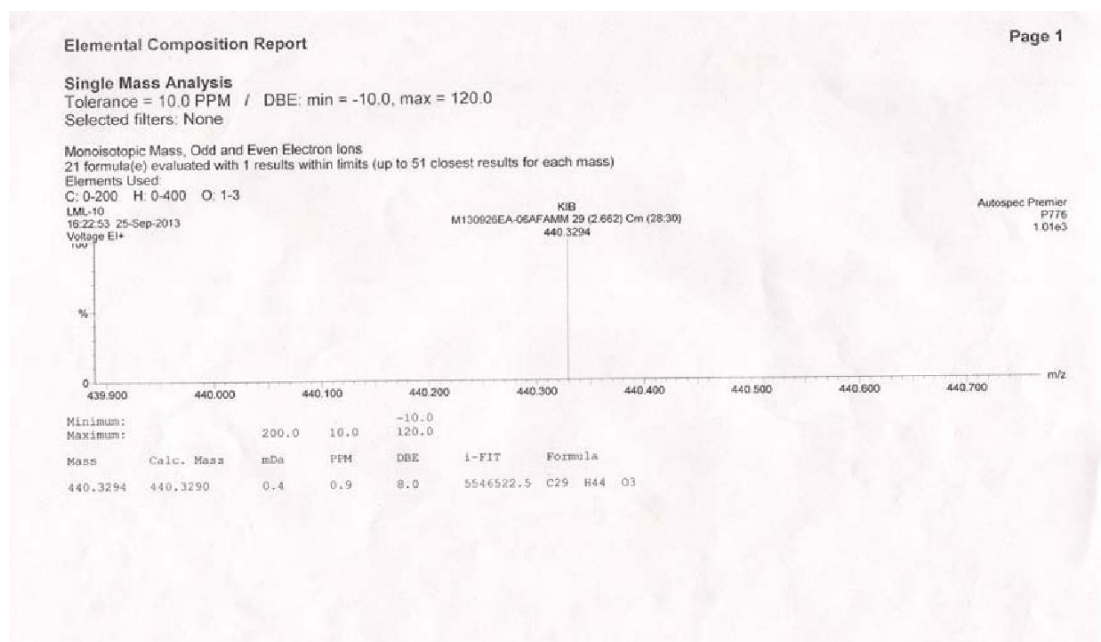 Elemental Composition Report
Page 1
Single Mass Analysis
Tolerance = 10.0 PPM / DBE: min = -10.0, max = 120.0
Selected filters: None
Monoisotopic Mass, Odd and Even Electron Ions
21 formula(e) evaluated with 1 results within limits (up to 51 closest results for each mass)
Elements Used:
C: 0-200 H: 0-400 O: 1-3
LML-10
16:22:53 25-Sep-2013
Voltage EI+
KIB
M130926EA-06AFAMM 29 (2.662) Cm (28:30)
440.3294
Autospec Premier
P776
1.01e3
100
%
0
439.900 440.000 440.100 440.200 440.300 440.400 440.500 440.600 440.700
m/z
Minimum: -10.0
Maximum: 200.0 10.0 120.0
Mass Calc. Mass mDa PPM DBE i-FIT Formula
440.3294 440.3290 0.4 0.9 8.0 5546522.5 C29 H44 O3